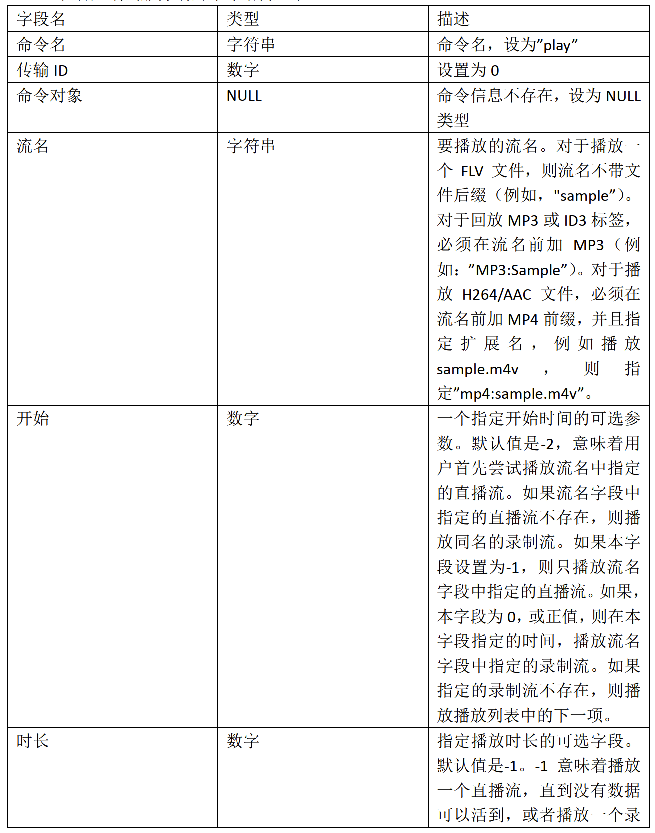 字段名 类型 描述
命令名 字符串 命令名，设为”play”
传输 ID 数字 设置为 0
命令对象 NULL 命令信息不存在，设为 NULL
类型
流名 字符串 要播放的流名。对于播放一
个 FLV 文件，则流名不带文
件后缀（例如，"sample”）。
对于回放 MP3 或 ID3 标签，
必须在流名前加 MP3（例
如：”MP3:Sample”）。对于播
放 H264/AAC 文件，必须在
流名前加 MP4 前缀，并且指
定扩展名，例如播放
sample.m4v ， 则 指
定”mp4:sample.m4v”。
开始 数字 一个指定开始时间的可选参
数。默认值是-2，意味着用
户首先尝试播放流名中指定
的直播流。如果流名字段中
指定的直播流不存在，则播
放同名的录制流。如果本字
段设置为-1，则只播放流名
字段中指定的直播流。如果，
本字段为 0，或正值，则在本
字段指定的时间，播放流名
字段中指定的录制流。如果
指定的录制流不存在，则播
放播放列表中的下一项。
时长 数字 指定播放时长的可选字段。
默认值是-1。-1 意味着播放
一个直播流，直到没有数据
可以活到，或者播放一个录